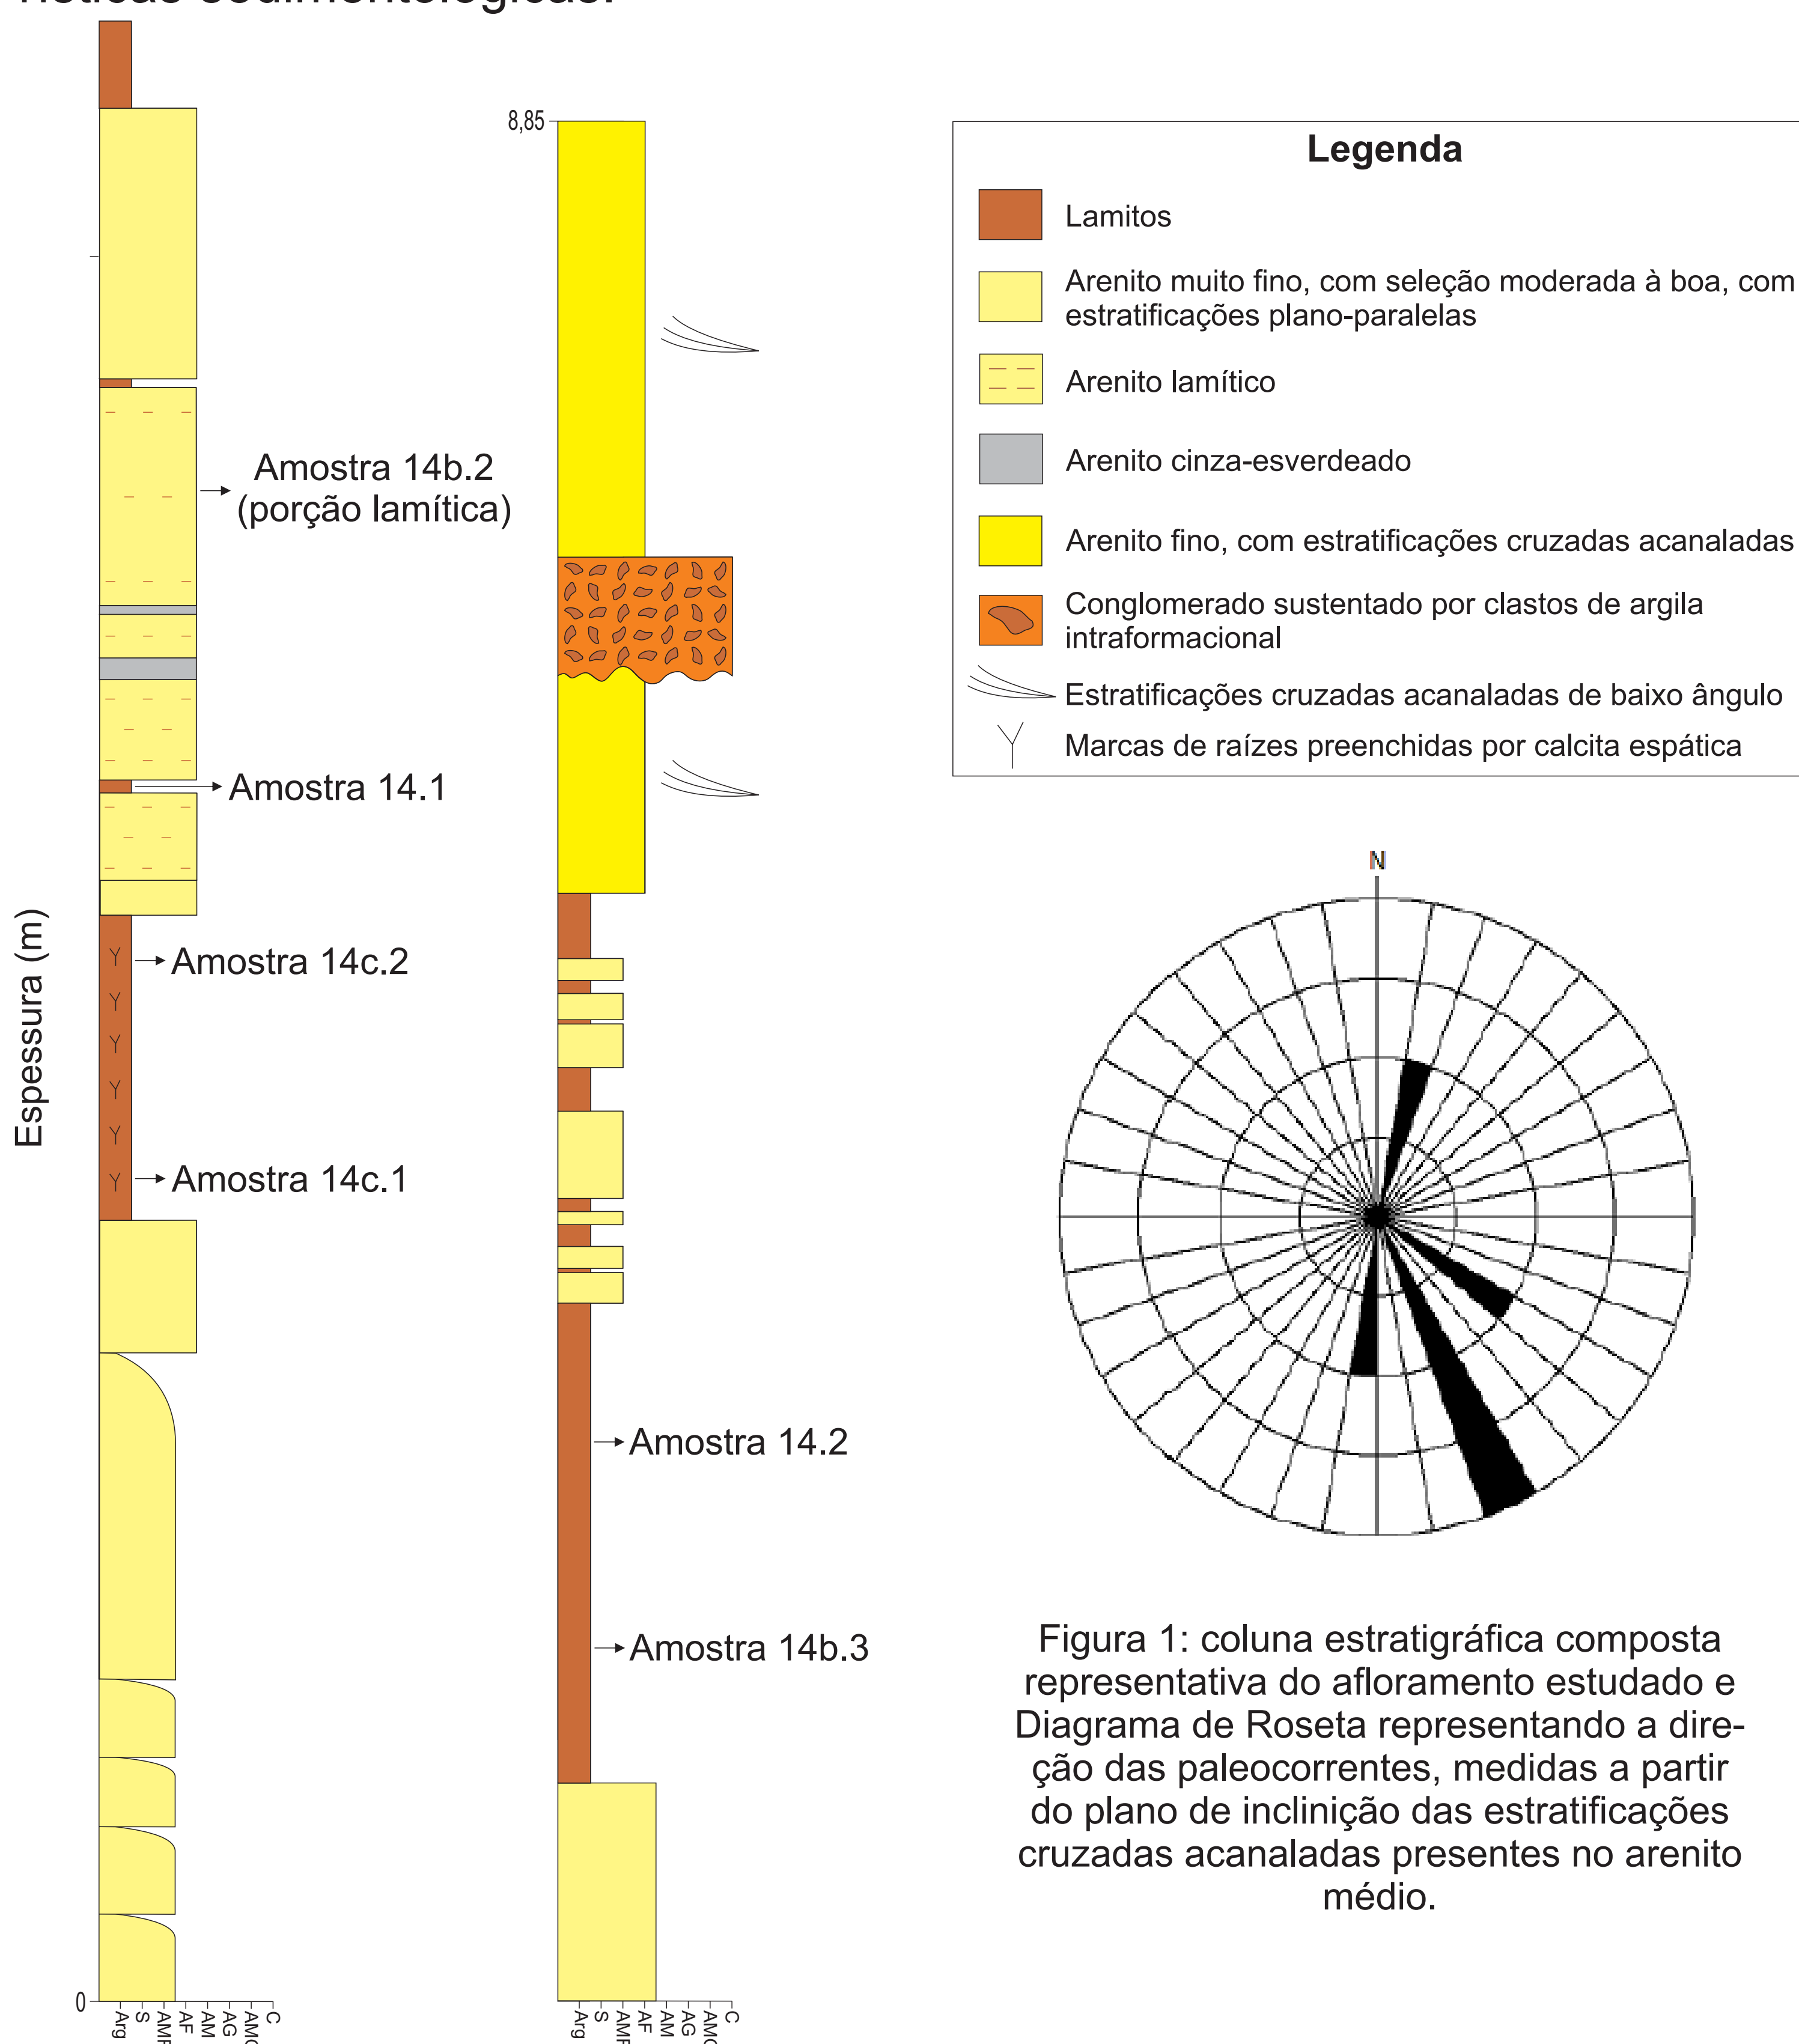 Espessura (m)
Amostra 14b.2
(porção lamítica)
Amostra 14.1
Amostra 14c.2
Amostra 14c.1
0
Arg
S
AF
AM
AG
C
8,85
Amostra 14.2
Amostra 14b.3
Arg
S
AF
AM
AG
C
Legenda
Lamitos
Arenito muito fino, com seleção moderada à boa, com
estratificações plano-paralelas
Arenito lamítico
Arenito cinza-esverdeado
Arenito fino, com estratificações cruzadas acanaladas
Conglomerado sustentado por clastos de argila
intraformacional
Estratificações cruzadas acanaladas de baixo ângulo
Marcas de raízes preenchidas por calcita espática
N
Figura 1: coluna estratigráfica composta
representativa do afloramento estudado e
Diagrama de Roseta representando a dire-
ção das paleocorrentes, medidas a partir
do plano de inclinição das estratificações
cruzadas acanaladas presentes no arenito
médio.